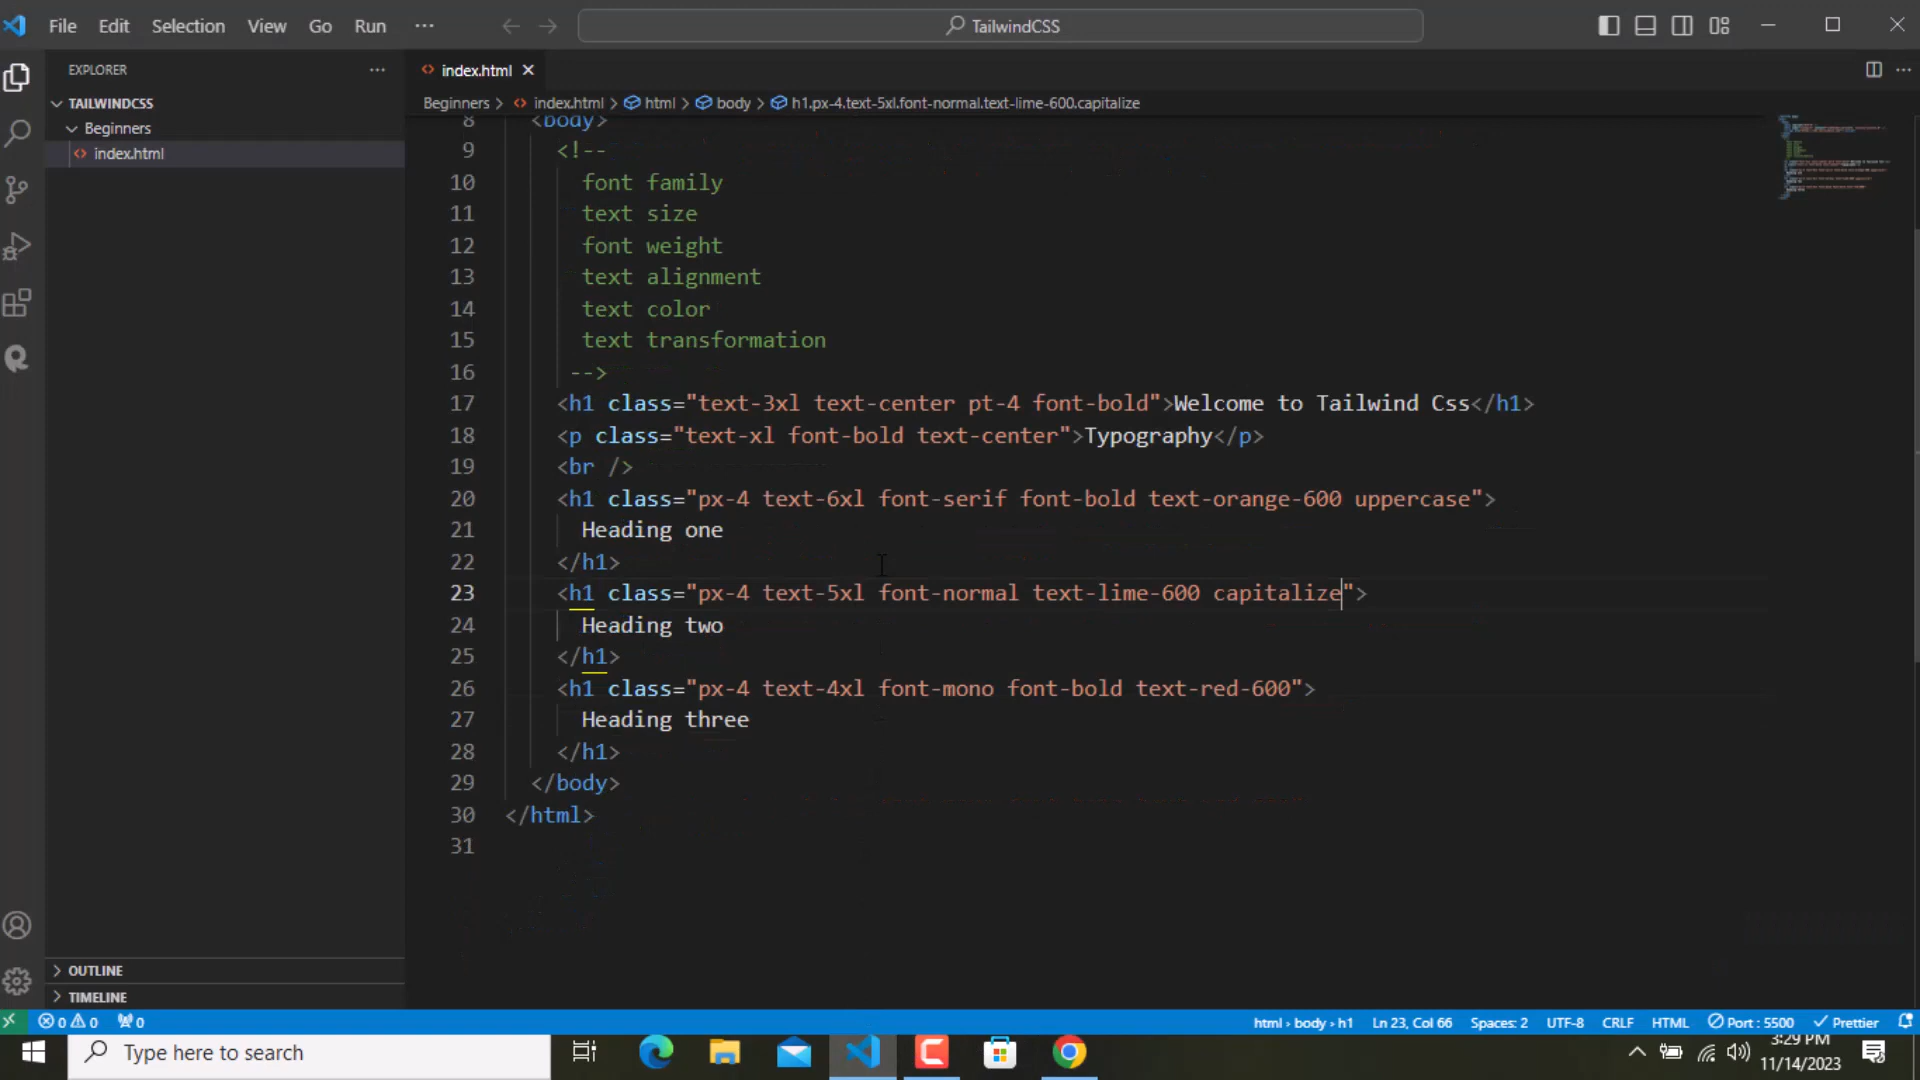 File Edit Selection View Go Run ··· TailwindCSS
EXPLORER ···
index.html
TAILWINDCSS
Beginners
index.html
Beginners > index.html > html > body > h1.px-4.text-5xl.font-normal.text-lime-600.capitalize
8 <body>
9 <!--
10 font family
11 text size
12 font weight
13 text alignment
14 text color
15 text transformation
16 -->
17 <h1 class="text-3xl text-center pt-4 font-bold">Welcome to Tailwind Css</h1>
18 <p class="text-xl font-bold text-center">Typography</p>
19 <br />
20 <h1 class="px-4 text-6xl font-serif font-bold text-orange-600 uppercase">
21 Heading one
22 </h1>
23 <h1 class="px-4 text-5xl font-normal text-lime-600 capitalize">
24 Heading two
25 </h1>
26 <h1 class="px-4 text-4xl font-mono font-bold text-red-600">
27 Heading three
28 </h1>
29 </body>
30 </html>
31
OUTLINE
TIMELINE
0 0 0 html › body › h1 Ln 23, Col 66 Spaces: 2 UTF-8 CRLF HTML Port : 5500 Prettier
Type here to search
3:29 PM
11/14/2023